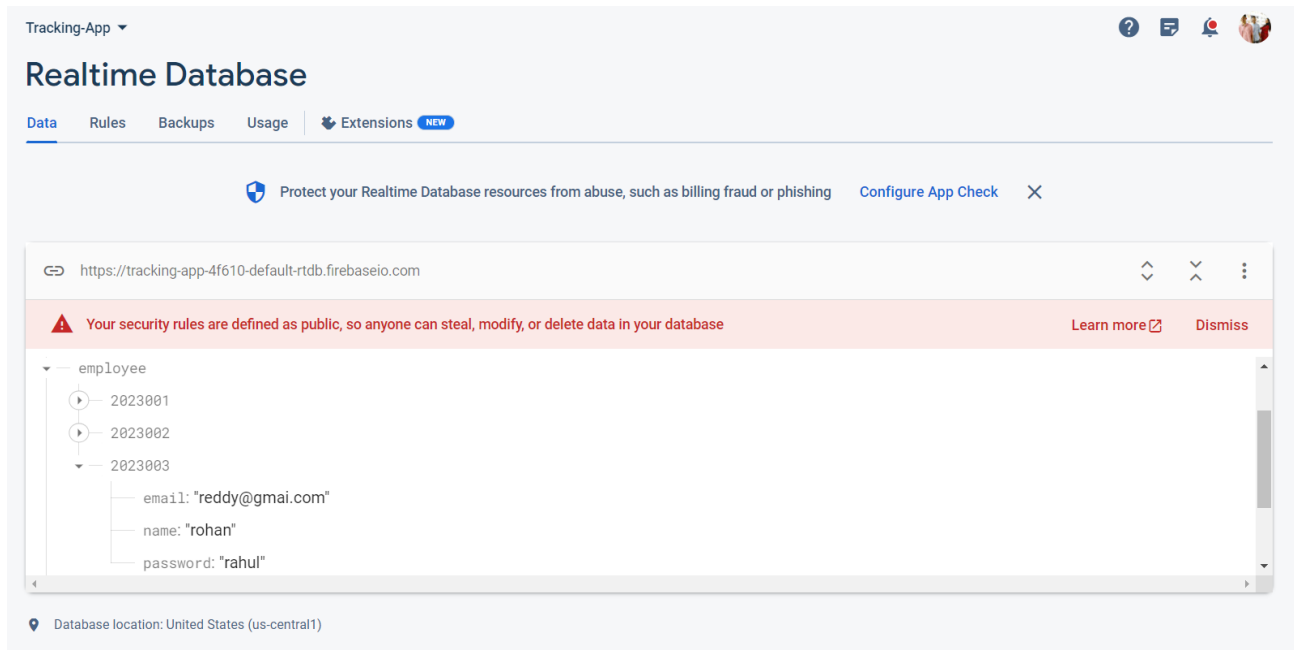 Tracking-App
Realtime Database
Data Rules Backups Usage Extensions NEW
Protect your Realtime Database resources from abuse, such as billing fraud or phishing Configure App Check
https://tracking-app-4f610-default-rtdb.firebaseio.com
Your security rules are defined as public, so anyone can steal, modify, or delete data in your database Learn more Dismiss
employee
2023001
2023002
2023003
email: "reddy@gmai.com"
name: "rohan"
password: "rahul"
Database location: United States (us-central1)